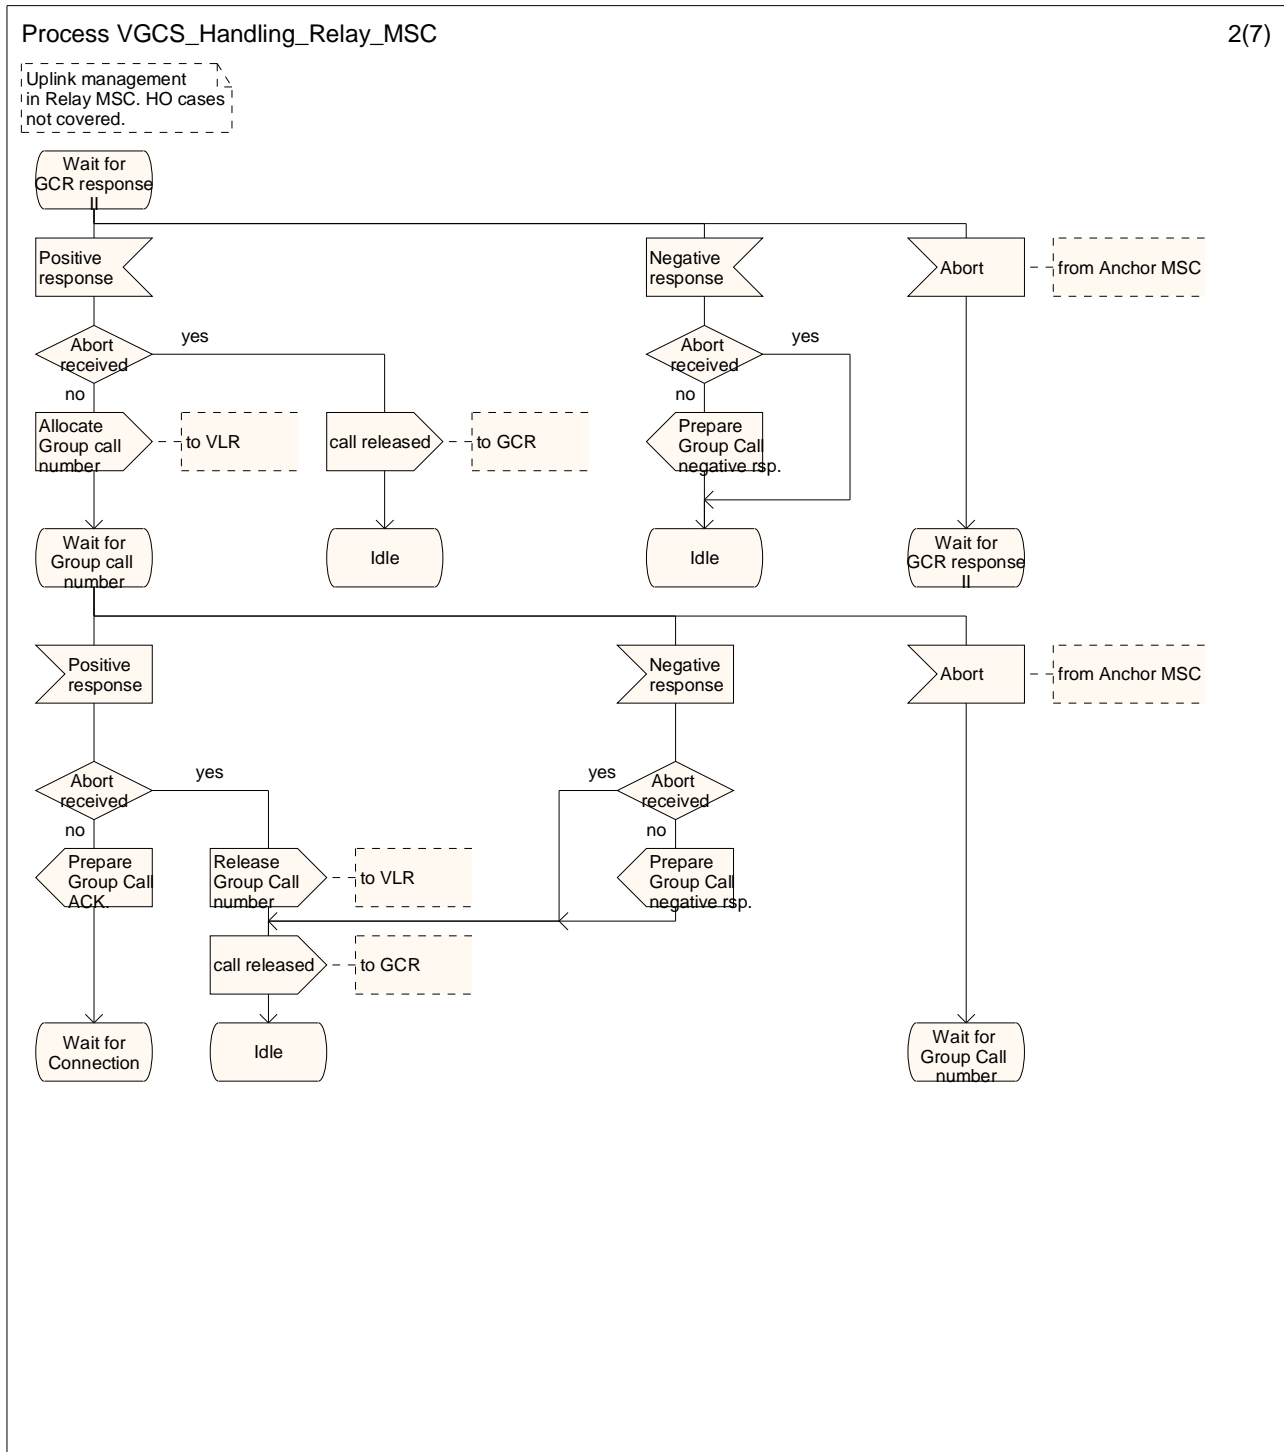 Process VGCS_Handling_Relay_MSC
2(7)
Uplink management
in Relay MSC. HO cases
not covered.
Wait for
GCR response
II
Positive
response
Negative
response
Abort
from Anchor MSC
Abort
received
yes
no
Abort
received
yes
no
Allocate
Group call
number
to VLR
call released
to GCR
Prepare
Group Call
negative rsp.
Wait for
Group call
number
Idle
Idle
Wait for
GCR response
II
Positive
response
Negative
response
Abort
from Anchor MSC
Abort
received
yes
no
yes
Abort
received
no
Prepare
Group Call
ACK.
Release
Group Call
number
to VLR
Prepare
Group Call
negative rsp.
call released
to GCR
Wait for
Connection
Idle
Wait for
Group Call
number